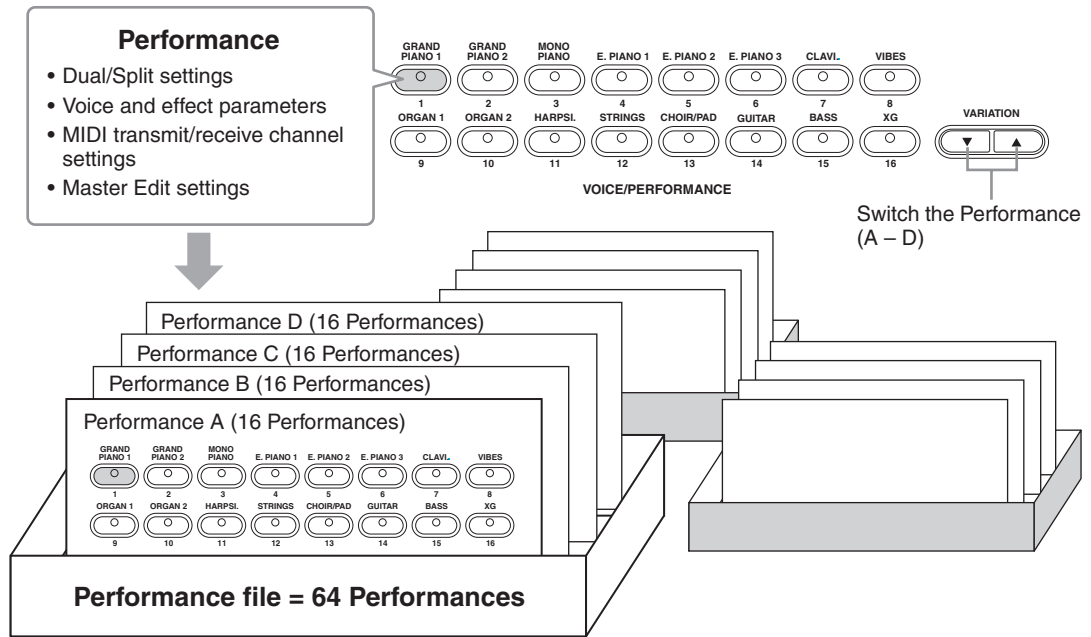 Performance
• Dual/Split settings
• Voice and effect parameters
• MIDI transmit/receive channel
settings
• Master Edit settings
GRAND PIANO 1 GRAND PIANO 2 MONO PIANO E. PIANO 1 E. PIANO 2 E. PIANO 3 CLAVI. VIBES
1 2 3 4 5 6 7 8
ORGAN 1 ORGAN 2 HARPSI. STRINGS CHOIR/PAD GUITAR BASS XG
9 10 11 12 13 14 15 16
VOICE/PERFORMANCE
VARIATION
▼ ▲
Switch the Performance
(A – D)
Performance D (16 Performances)
Performance C (16 Performances)
Performance B (16 Performances)
Performance A (16 Performances)
GRAND PIANO 1 GRAND PIANO 2 MONO PIANO E. PIANO 1 E. PIANO 2 E. PIANO 3 CLAVI. VIBES
1 2 3 4 5 6 7 8
ORGAN 1 ORGAN 2 HARPSI. STRINGS CHOIR/PAD GUITAR BASS XG
9 10 11 12 13 14 15 16
Performance file = 64 Performances